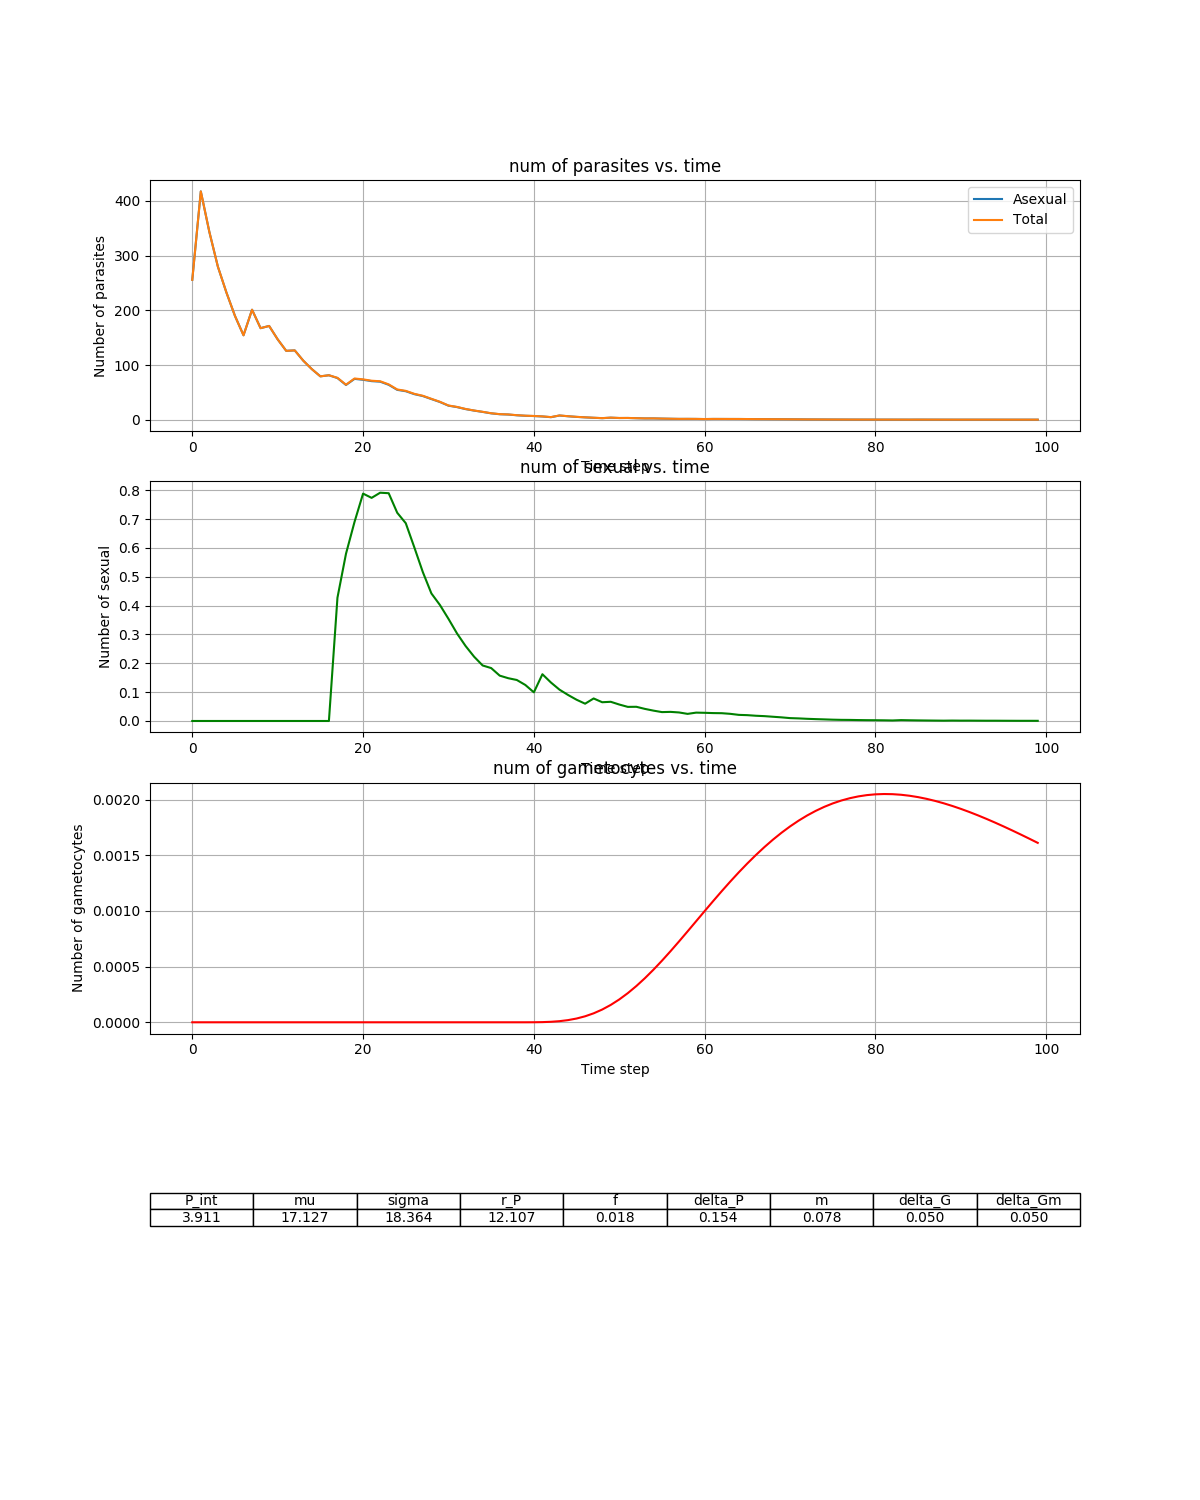 num of parasites vs. time
Number of parasites
400
300
200
100
0
Asexual
Total
0 20 40 60 80 100
Time step
num of sexual vs. time
Number of sexual
0.8
0.7
0.6
0.5
0.4
0.3
0.2
0.1
0.0
0 20 40 60 80 100
Time step
num of gametocytes vs. time
Number of gametocytes
0.0020
0.0015
0.0010
0.0005
0.0000
0 20 40 60 80 100
Time step
P_int mu sigma r_P f delta_P m delta_G delta_Gm
3.911 17.127 18.364 12.107 0.018 0.154 0.078 0.050 0.050